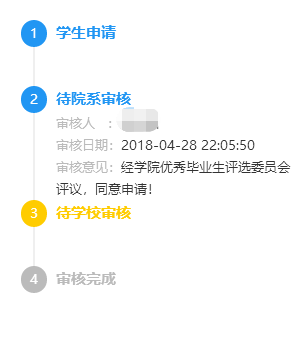 1 学生申请
2 待院系审核
审核人 ：
审核日期：2018-04-28 22:05:50
审核意见：经学院优秀毕业生评选委员会
评议，同意申请！
3 待学校审核
4 审核完成